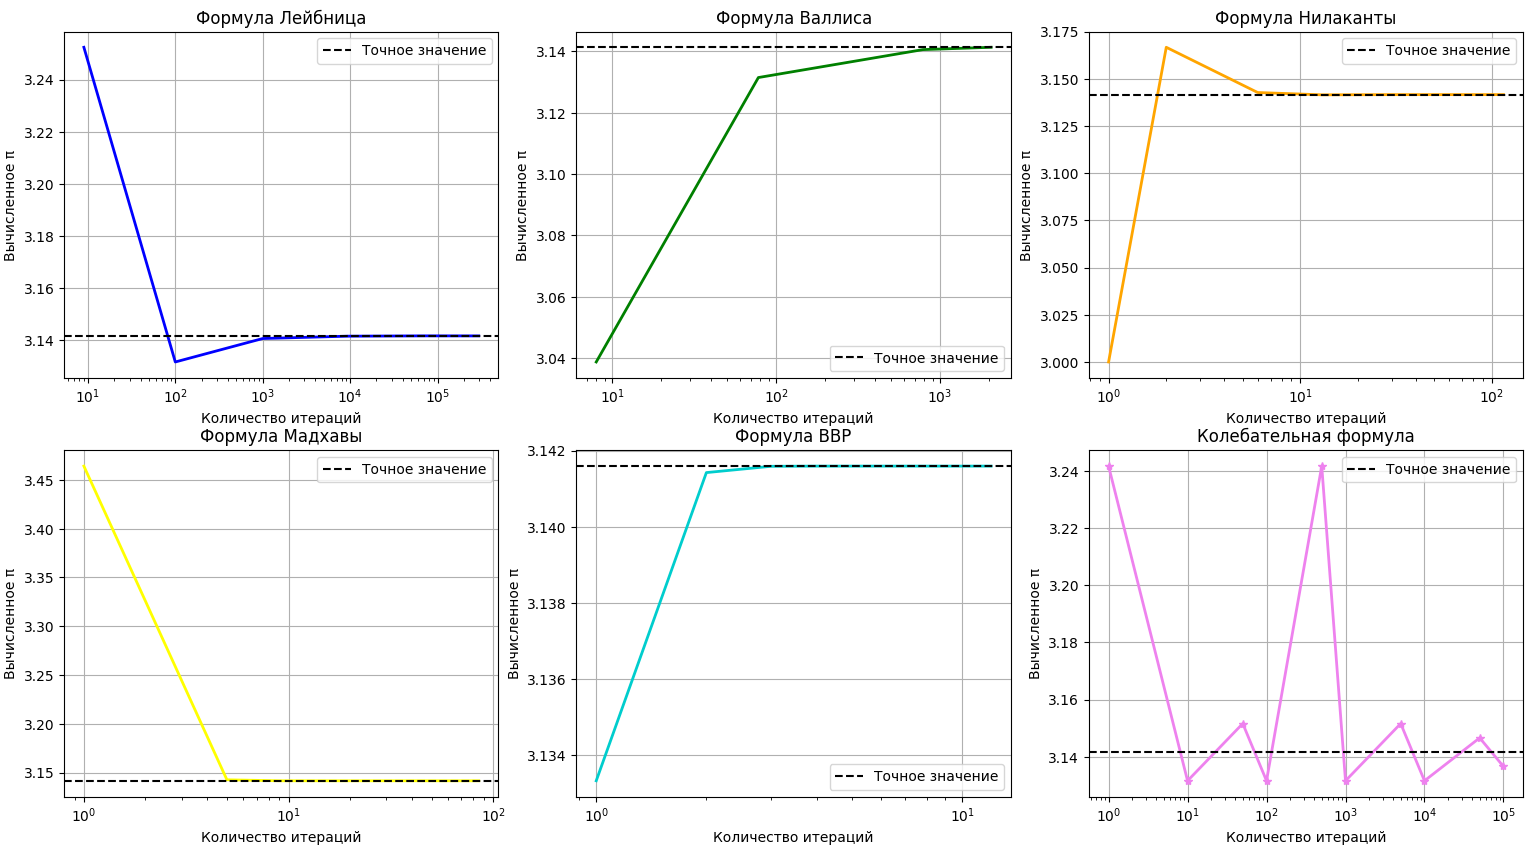 Формула Лейбница
Точное значение
Вычисленное π
3.24
3.22
3.20
3.18
3.16
3.14
10¹ 10² 10³ 10⁴ 10⁵
Количество итераций
Формула Валлиса
Точное значение
Вычисленное π
3.14
3.12
3.10
3.08
3.06
3.04
10¹ 10² 10³
Количество итераций
Формула Нилаканты
Точное значение
Вычисленное π
3.175
3.150
3.125
3.100
3.075
3.050
3.025
3.000
10⁰ 10¹ 10²
Количество итераций
Формула Мадхавы
Точное значение
Вычисленное π
3.45
3.40
3.35
3.30
3.25
3.20
3.15
10⁰ 10¹ 10²
Количество итераций
Формула BBP
Точное значение
Вычисленное π
3.142
3.140
3.138
3.136
3.134
10⁰ 10¹
Количество итераций
Колебательная формула
Точное значение
Вычисленное π
3.24
3.22
3.20
3.18
3.16
3.14
10⁰ 10¹ 10² 10³ 10⁴ 10⁵
Количество итераций